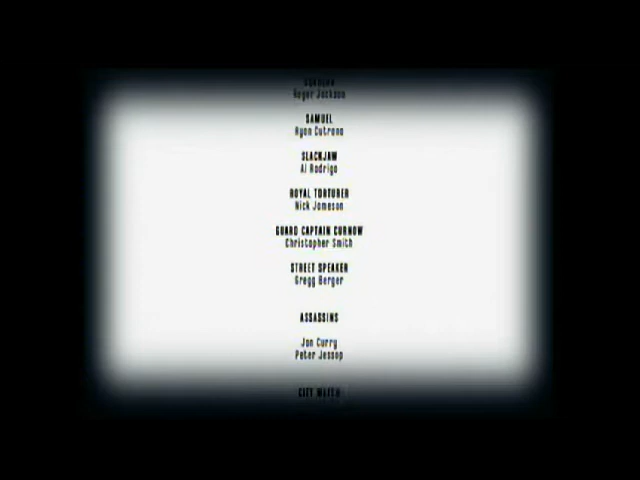 Roger Jackson
SAMUEL
Ryan Cutrona
SLACKJAW
Al Rodrigo
ROYAL TORTURER
Nick Jameson
GUARD CAPTAIN CURNOW
Christopher Smith
STREET SPEAKER
Gregg Berger
ASSASSINS
Jon Curry
Peter Jessop
CITY WATCH